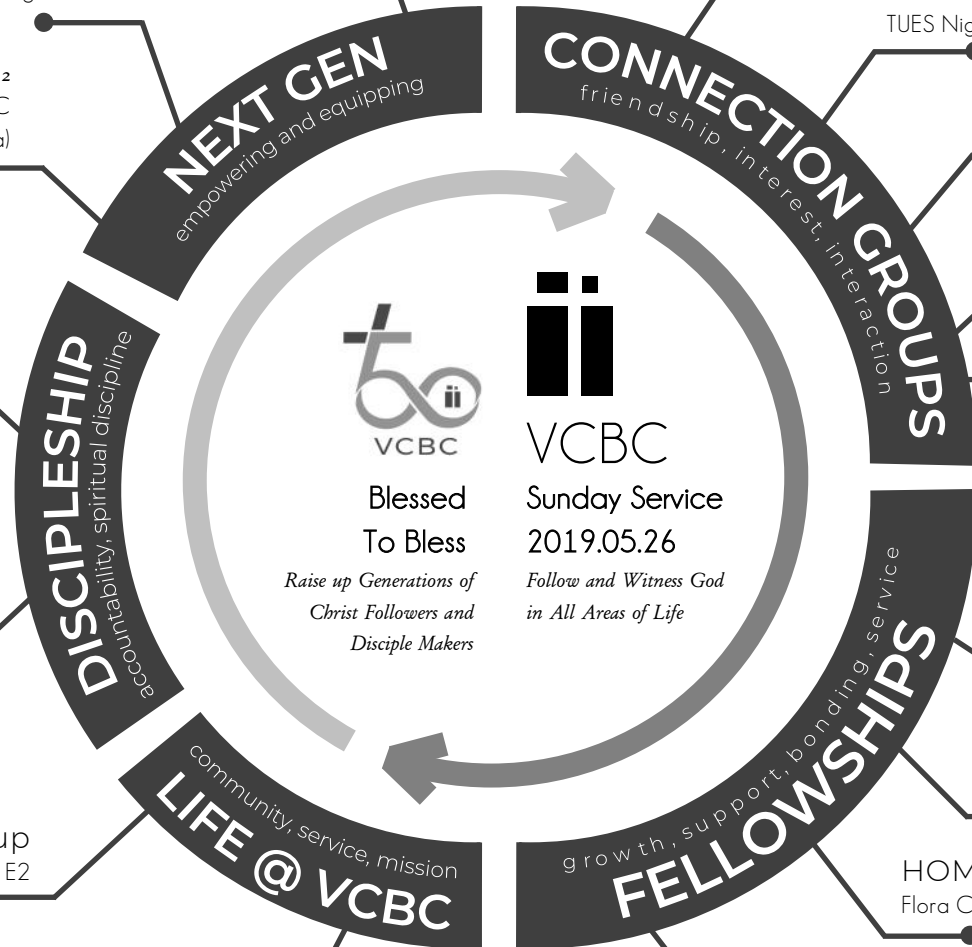 TUES Nig
2
C
a)
NEXT GEN
empowering and equipping
CONNECTION GROUPS
friendship, interest, interaction
DISCIPLESHIP
accountability, spiritual discipline
VCBC
Blessed
To Bless
Raise up Generations of
Christ Followers and
Disciple Makers
VCBC
Sunday Service
2019.05.26
Follow and Witness God
in All Areas of Life
growth, support, bonding, service
FELLOWSHIPS
community, service, mission
LIFE @ VCBC
up
E2
HOM
Flora C